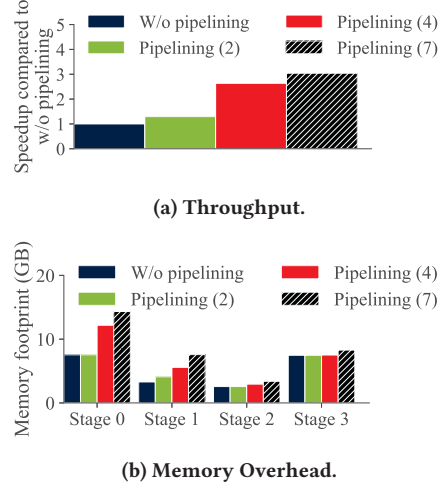 Speedup compared to
w/o pipelining
5
4
3
2
1
0
W/o pipelining
Pipelining (2)
Pipelining (4)
Pipelining (7)
(a) Throughput.
Memory footprint (GB)
20
10
0
W/o pipelining
Pipelining (2)
Pipelining (4)
Pipelining (7)
Stage 0 Stage 1 Stage 2 Stage 3
(b) Memory Overhead.